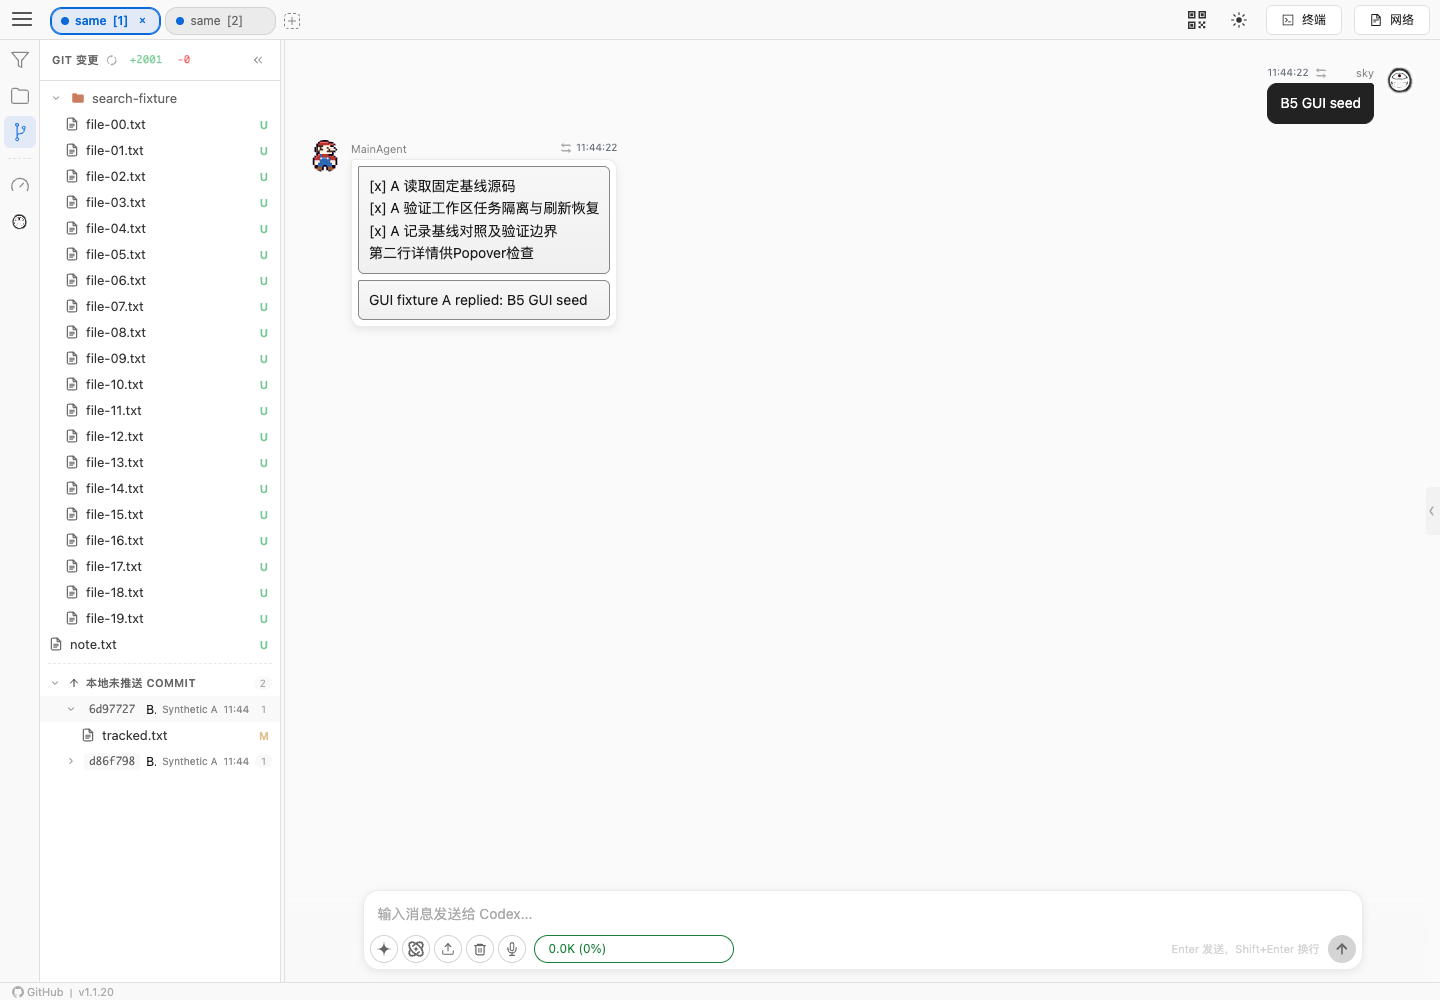 same [1] ×
same [2]
终端
网络
GIT 变更 +2001 -0
search-fixture
file-00.txt U
file-01.txt U
file-02.txt U
file-03.txt U
file-04.txt U
file-05.txt U
file-06.txt U
file-07.txt U
file-08.txt U
file-09.txt U
file-10.txt U
file-11.txt U
file-12.txt U
file-13.txt U
file-14.txt U
file-15.txt U
file-16.txt U
file-17.txt U
file-18.txt U
file-19.txt U
note.txt U
本地未推送 COMMIT 2
6d97727 B. Synthetic A 11:44 1
tracked.txt M
d86f798 B. Synthetic A 11:44 1
11:44:22 sky
B5 GUI seed
MainAgent 11:44:22
[x] A 读取固定基线源码
[x] A 验证工作区任务隔离与刷新恢复
[x] A 记录基线对照及验证边界
第二行详情供Popover检查
GUI fixture A replied: B5 GUI seed
输入消息发送给 Codex...
0.0K (0%)
Enter 发送，Shift+Enter 换行
GitHub | v1.1.20